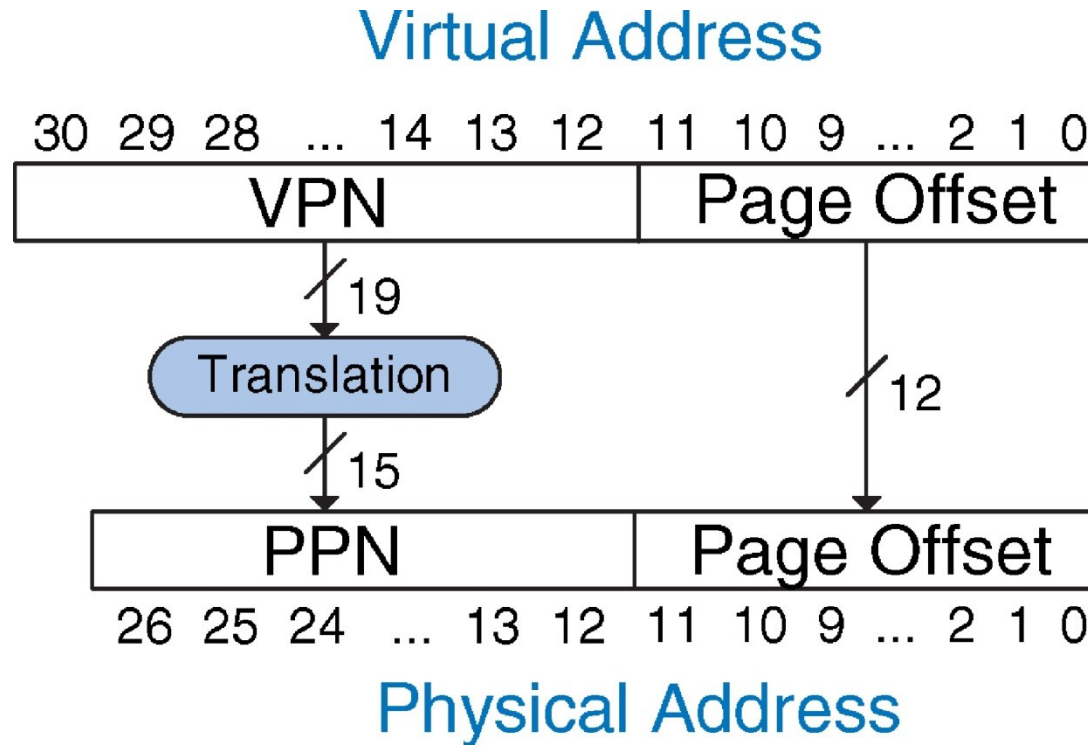 Virtual Address
30 29 28 ... 14 13 12 11 10 9 ... 2 1 0
VPN Page Offset
19
Translation
12
15
PPN Page Offset
26 25 24 ... 13 12 11 10 9 ... 2 1 0
Physical Address